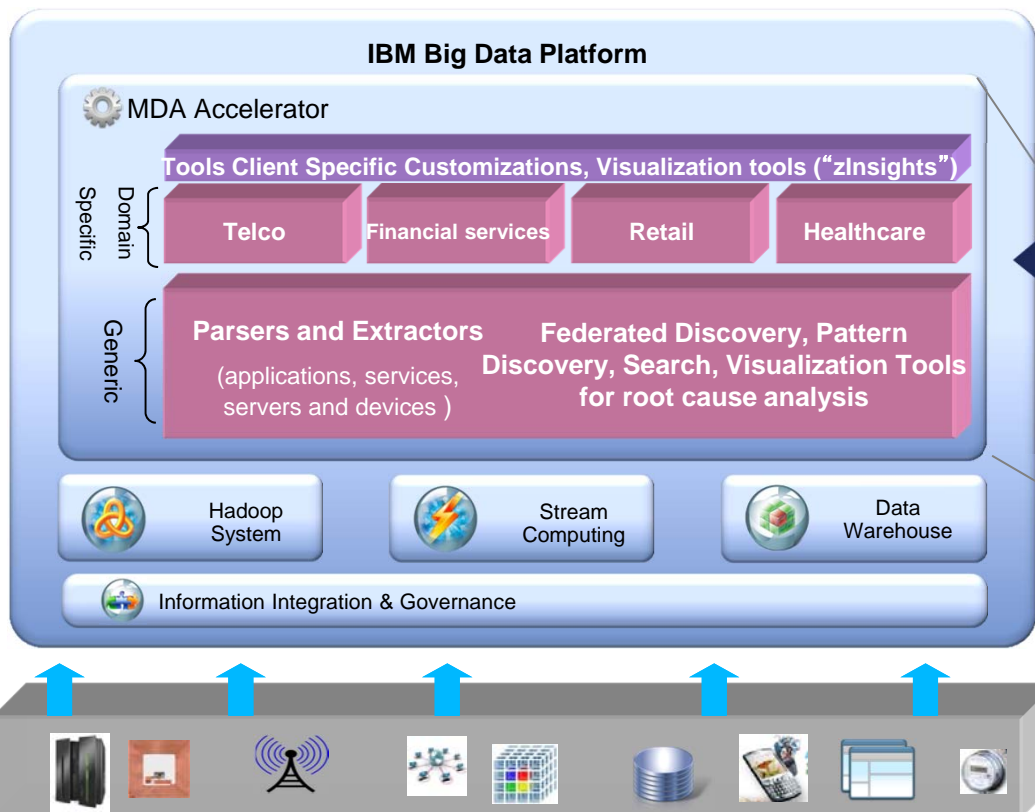 IBM Big Data Platform
MDA Accelerator
Tools Client Specific Customizations, Visualization tools (“zInsights”)
Domain
Specific
Telco
Financial services
Retail
Healthcare
Generic
Parsers and Extractors
(applications, services,
servers and devices )
Federated Discovery, Pattern
Discovery, Search, Visualization Tools
for root cause analysis
Hadoop
System
Stream
Computing
Data
Warehouse
Information Integration & Governance